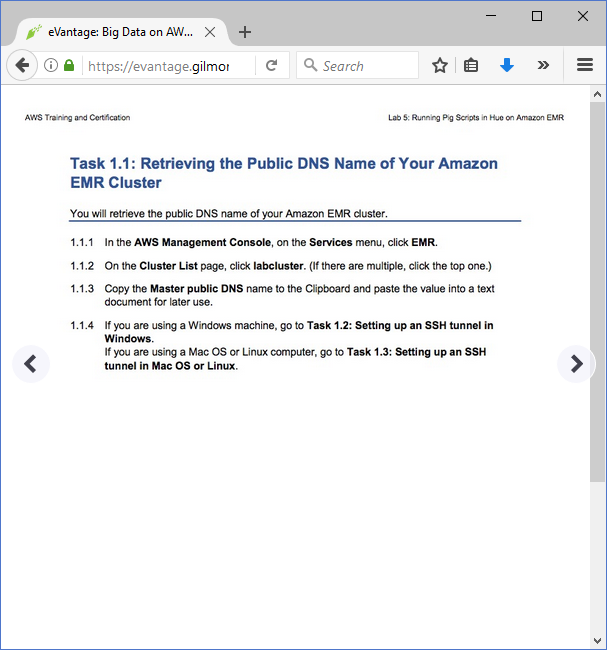 eVantage: Big Data on AW...
https://evantage.gilmor
Search
AWS Training and Certification
Lab 5: Running Pig Scripts in Hue on Amazon EMR
Task 1.1: Retrieving the Public DNS Name of Your Amazon
EMR Cluster
You will retrieve the public DNS name of your Amazon EMR cluster.
1.1.1 In the AWS Management Console, on the Services menu, click EMR.
1.1.2 On the Cluster List page, click labcluster. (If there are multiple, click the top one.)
1.1.3 Copy the Master public DNS name to the Clipboard and paste the value into a text
document for later use.
1.1.4 If you are using a Windows machine, go to Task 1.2: Setting up an SSH tunnel in
Windows.
If you are using a Mac OS or Linux computer, go to Task 1.3: Setting up an SSH
tunnel in Mac OS or Linux.